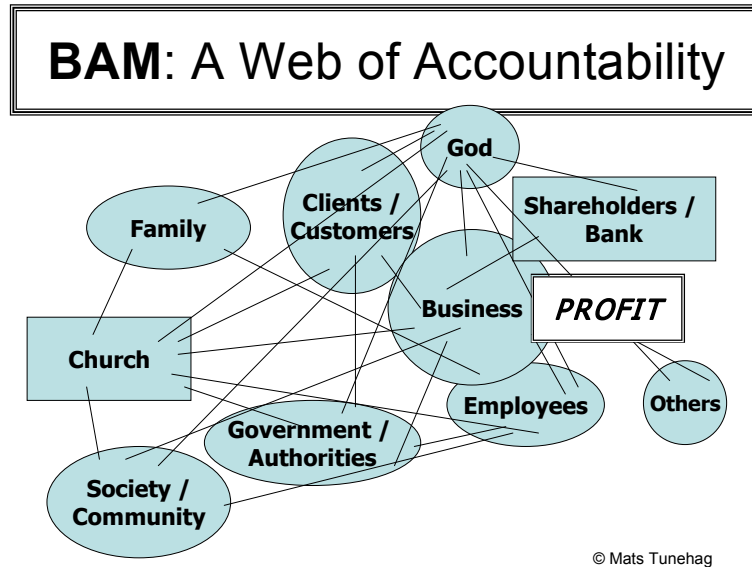 BAM: A Web of Accountability
God
Clients /
Customers
Shareholders /
Bank
Family
Business
PROFIT
Church
Employees
Others
Government /
Authorities
Society /
Community
© Mats Tunehag